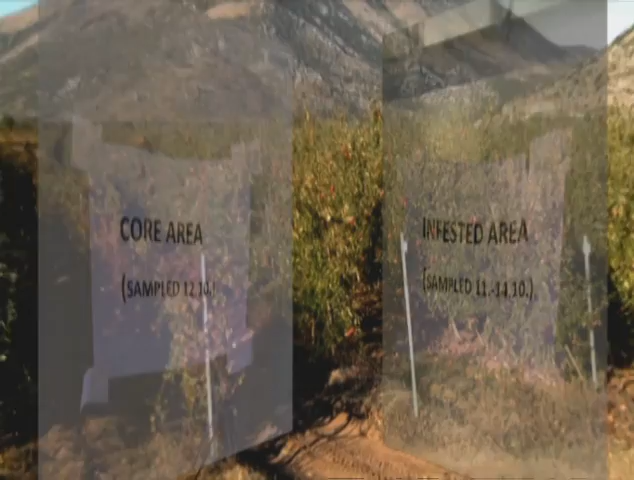 CORE AREA
(SAMPLED 12.10.)
INFESTED AREA
(SAMPLED 11.-14.10.)